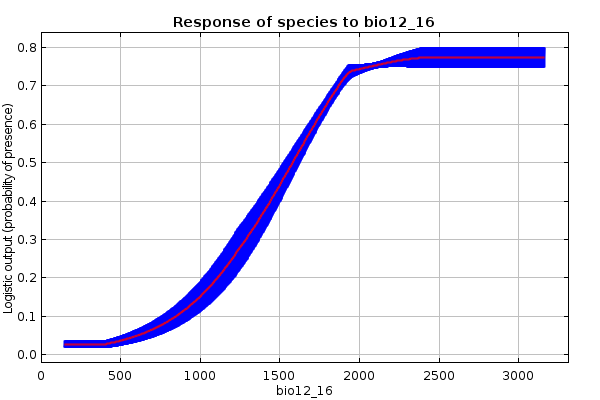 Response of species to bio12_16
Logistic output (probability of presence)
0.8
0.7
0.6
0.5
0.4
0.3
0.2
0.1
0.0
0 500 1000 1500 2000 2500 3000
bio12_16